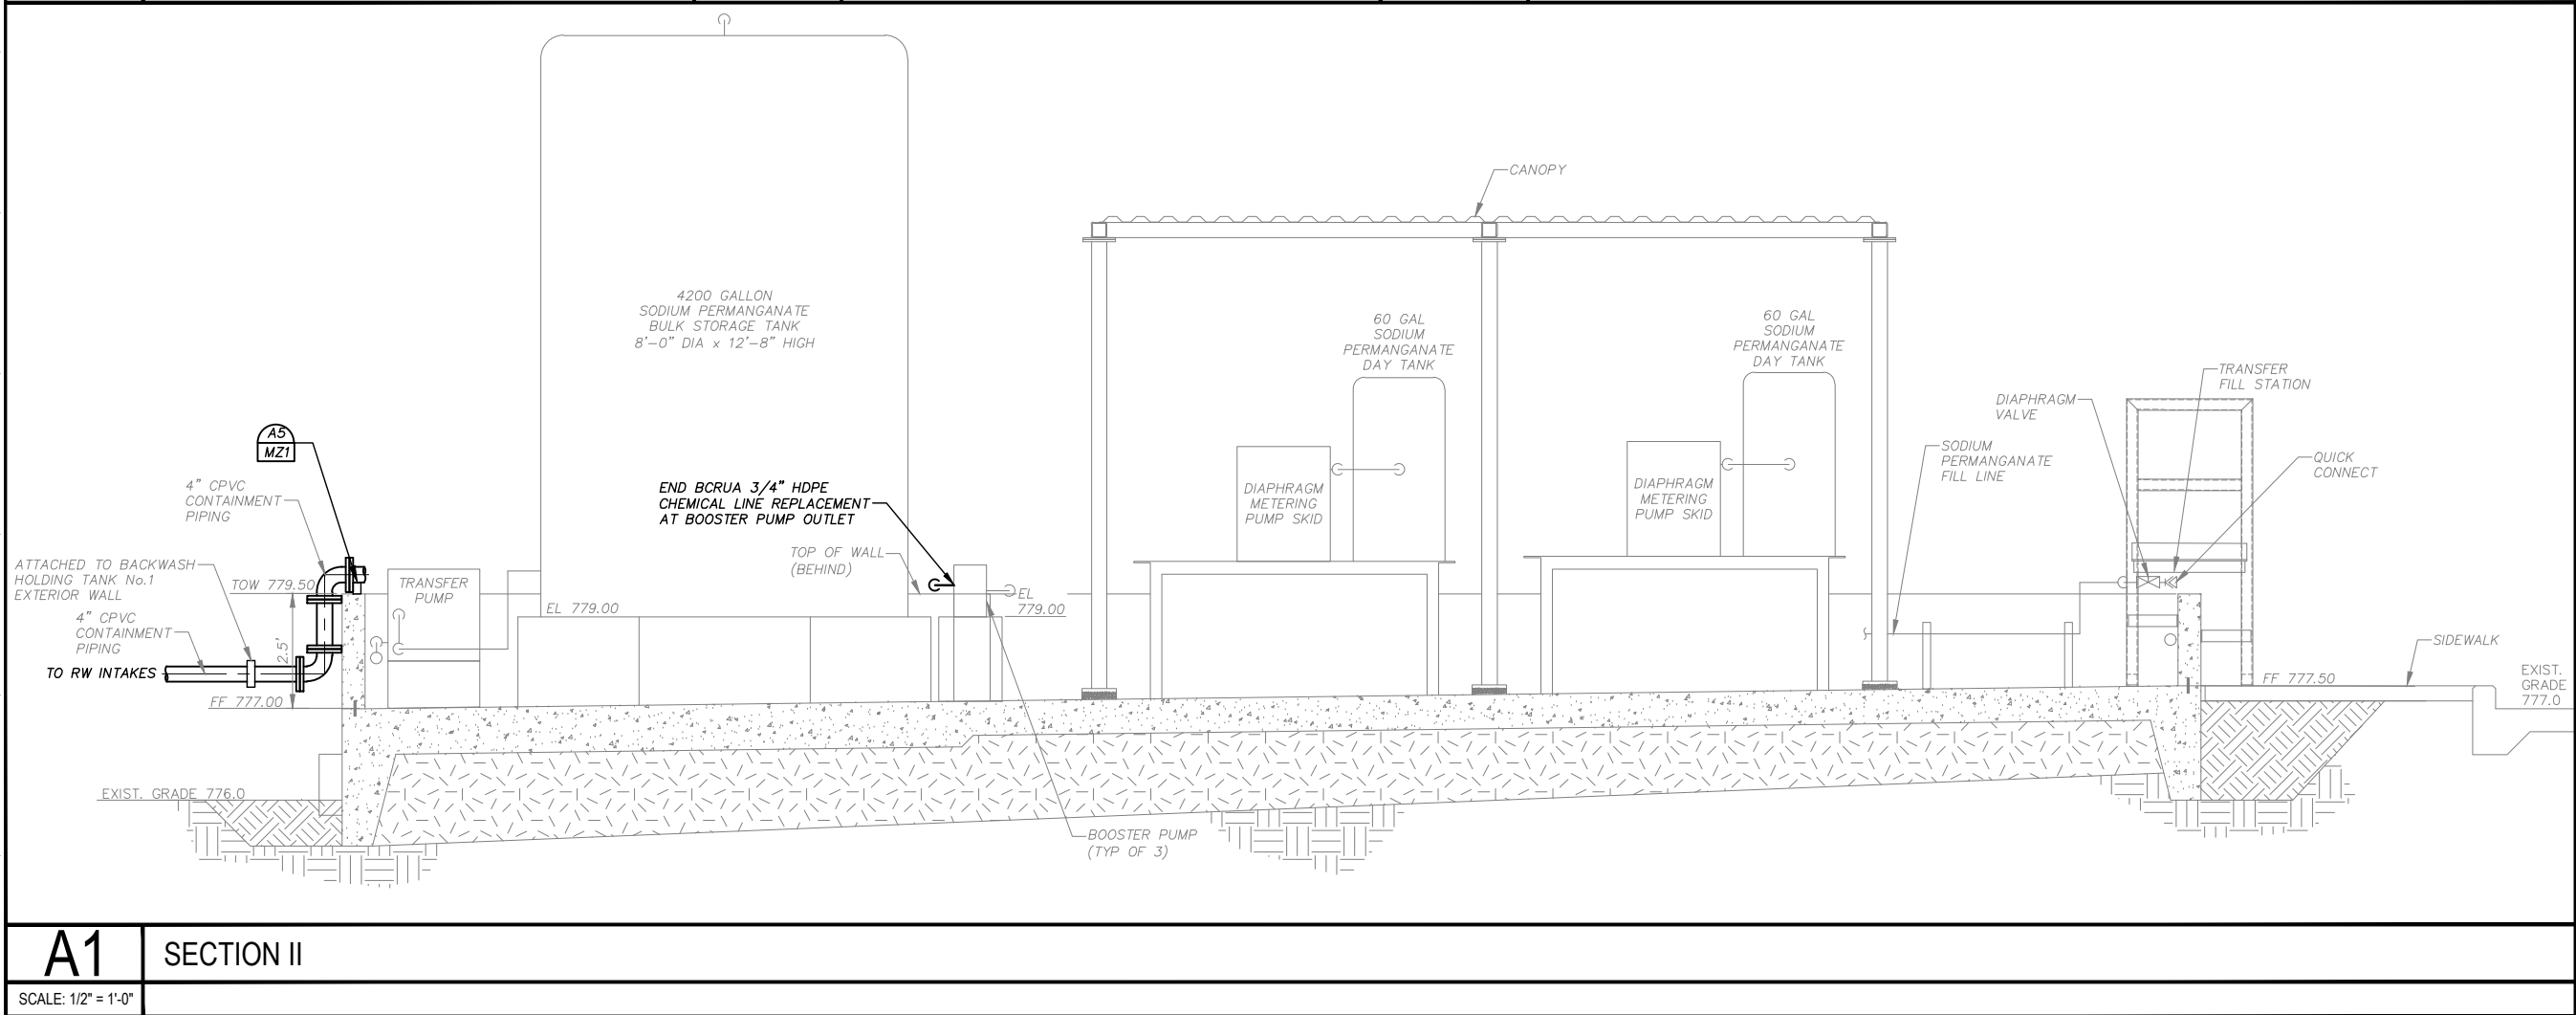 CANOPY
4200 GALLON
SODIUM PERMANGANATE
BULK STORAGE TANK
8'-0" DIA x 12'-8" HIGH
60 GAL
SODIUM
PERMANGANATE
DAY TANK
60 GAL
SODIUM
PERMANGANATE
DAY TANK
TRANSFER
FILL STATION
DIAPHRAGM
VALVE
A5
MZ1
SODIUM
PERMANGANATE
FILL LINE
QUICK
CONNECT
4" CPVC
CONTAINMENT
PIPING
END BCRUA 3/4" HDPE
CHEMICAL LINE REPLACEMENT
AT BOOSTER PUMP OUTLET
DIAPHRAGM
METERING
PUMP SKID
DIAPHRAGM
METERING
PUMP SKID
TOP OF WALL
(BEHIND)
ATTACHED TO BACKWASH
HOLDING TANK No.1
EXTERIOR WALL
TOW 779.50
TRANSFER
PUMP
EL 779.00
EL
779.00
4" CPVC
CONTAINMENT
PIPING
2.5'
TO RW INTAKES
SIDEWALK
FF 777.00
FF 777.50
EXIST.
GRADE
777.0
EXIST. GRADE 776.0
BOOSTER PUMP
(TYP OF 3)
A1
SECTION II
SCALE: 1/2" = 1'-0"